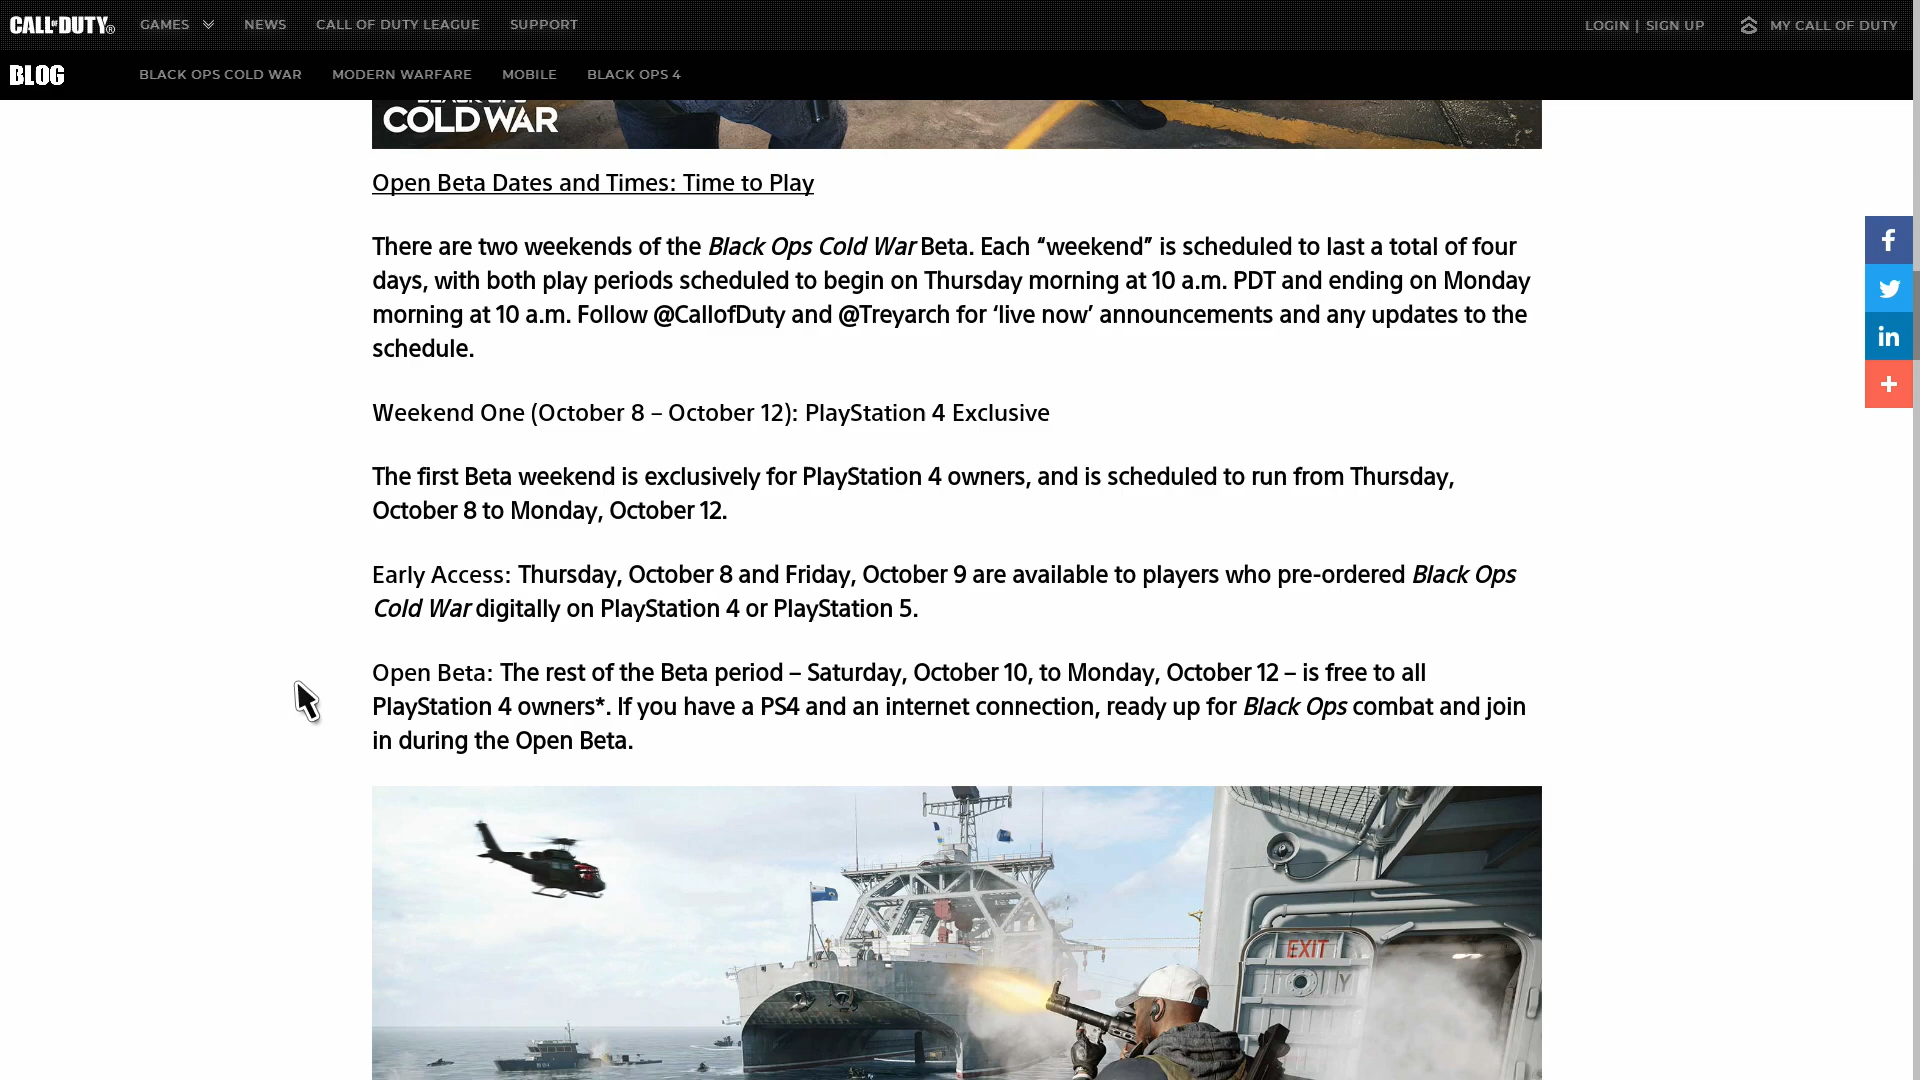 CALL OF DUTY®
GAMES
NEWS
CALL OF DUTY LEAGUE
SUPPORT
LOGIN | SIGN UP
MY CALL OF DUTY
BLOG
BLACK OPS COLD WAR
MODERN WARFARE
MOBILE
BLACK OPS 4
COLD WAR
Open Beta Dates and Times: Time to Play
There are two weekends of the Black Ops Cold War Beta. Each “weekend” is scheduled to last a total of four
days, with both play periods scheduled to begin on Thursday morning at 10 a.m. PDT and ending on Monday
morning at 10 a.m. Follow @CallofDuty and @Treyarch for ‘live now’ announcements and any updates to the
schedule.
Weekend One (October 8 – October 12): PlayStation 4 Exclusive
The first Beta weekend is exclusively for PlayStation 4 owners, and is scheduled to run from Thursday,
October 8 to Monday, October 12.
Early Access: Thursday, October 8 and Friday, October 9 are available to players who pre-ordered Black Ops
Cold War digitally on PlayStation 4 or PlayStation 5.
Open Beta: The rest of the Beta period – Saturday, October 10, to Monday, October 12 – is free to all
PlayStation 4 owners*. If you have a PS4 and an internet connection, ready up for Black Ops combat and join
in during the Open Beta.
EXIT
Y